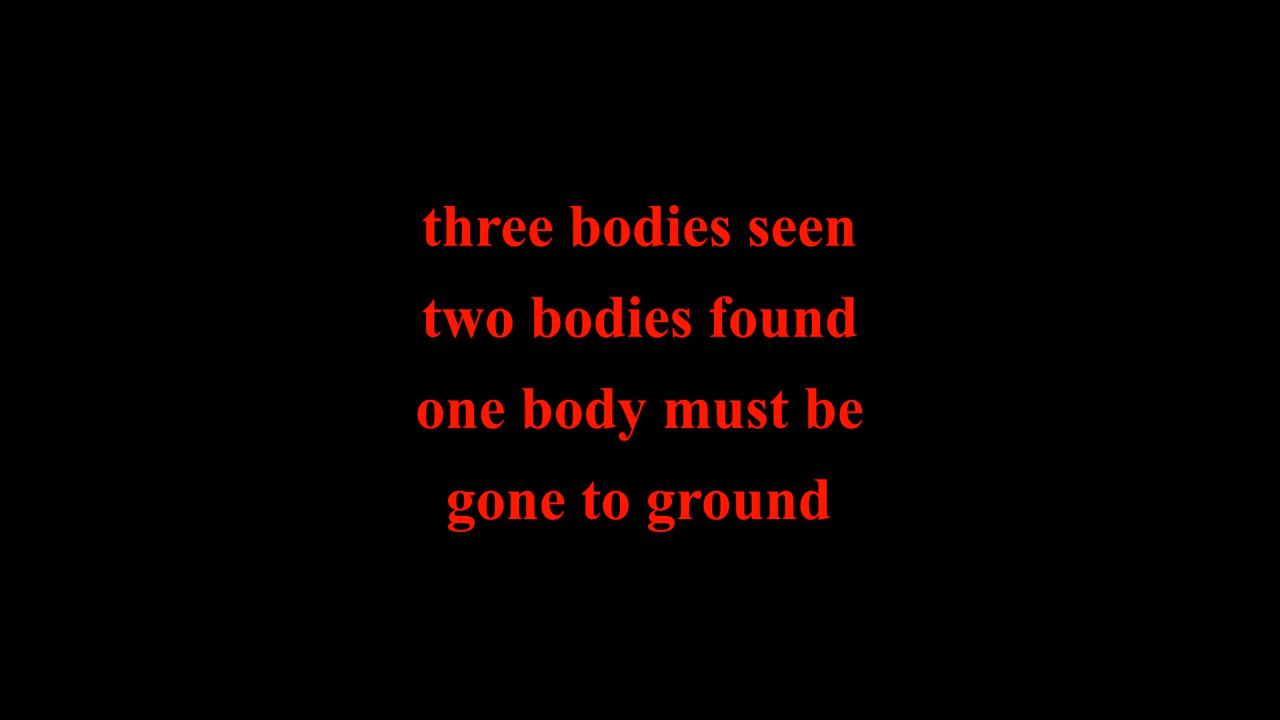 three bodies seen
two bodies found
one body must be
gone to ground